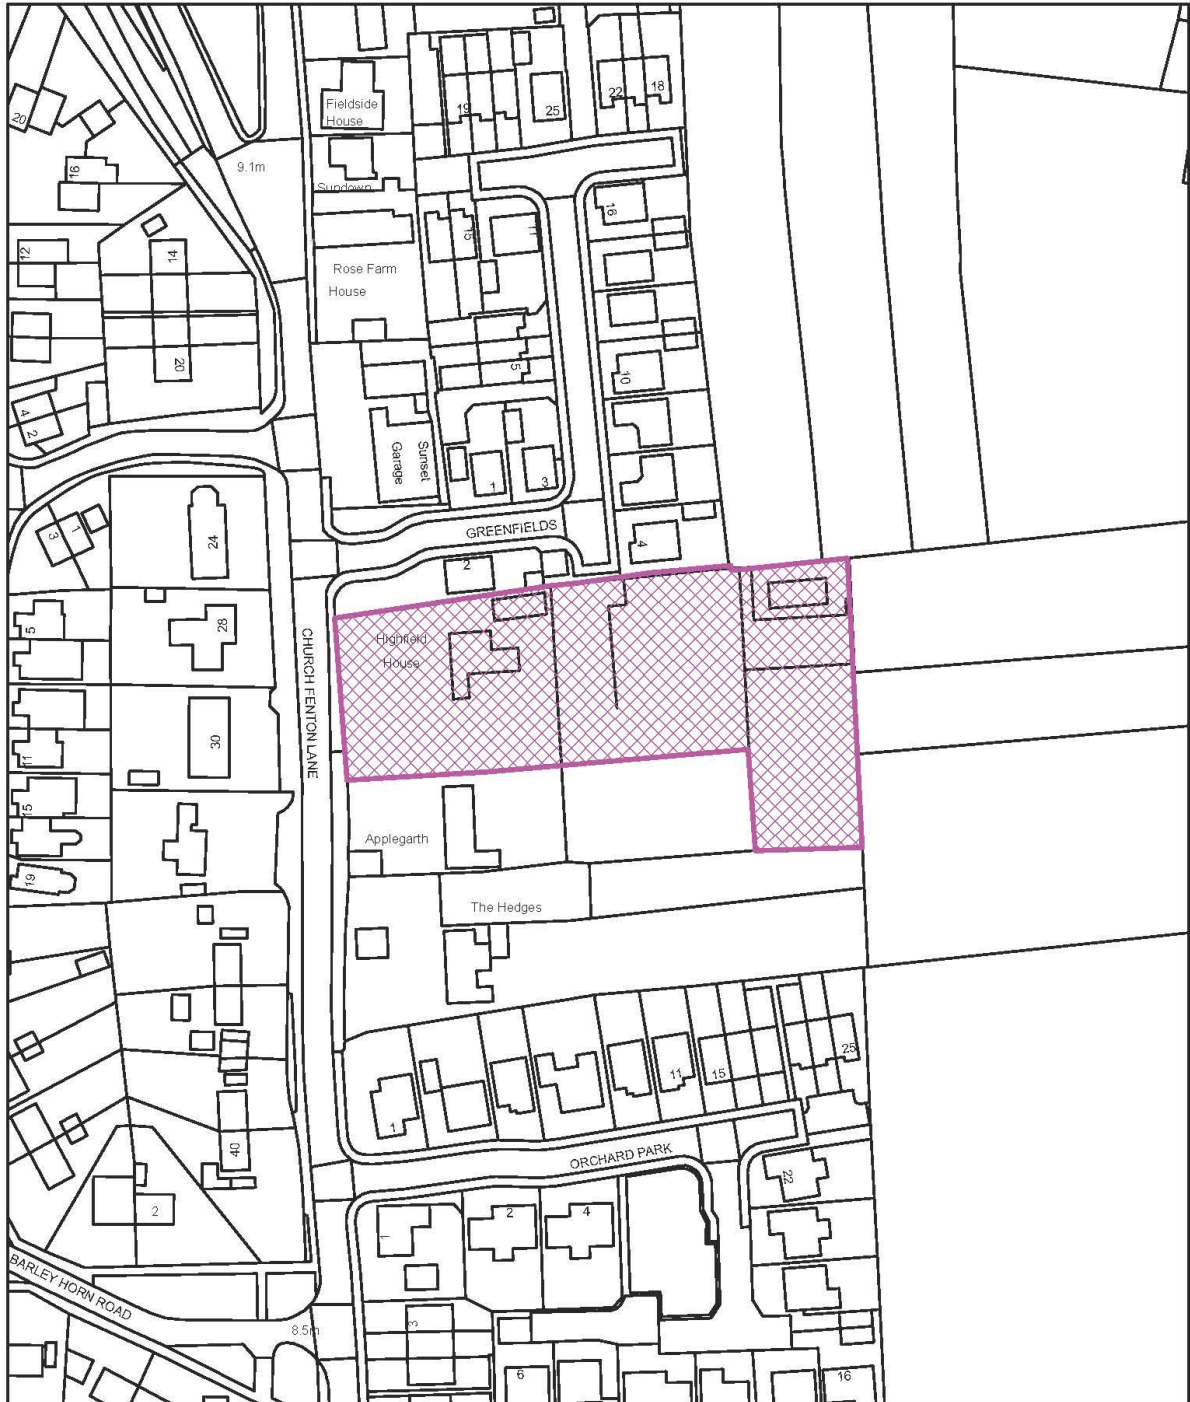 Fieldside
House
19
25
22
18
20
9.1m
16
Sundown
16
15
11
12
14
Rose Farm
House
20
5
10
4
2
Sunset
Garage
1
3
GREENFIELDS
24
1
3
2
4
5
28
Highfield
House
CHURCH FENTON LANE
30
11
15
Applegarth
19
The Hedges
1
11
15
25
40
ORCHARD PARK
22
2
1
2
4
BARLEY HORN ROAD
8.5m
3
6
16